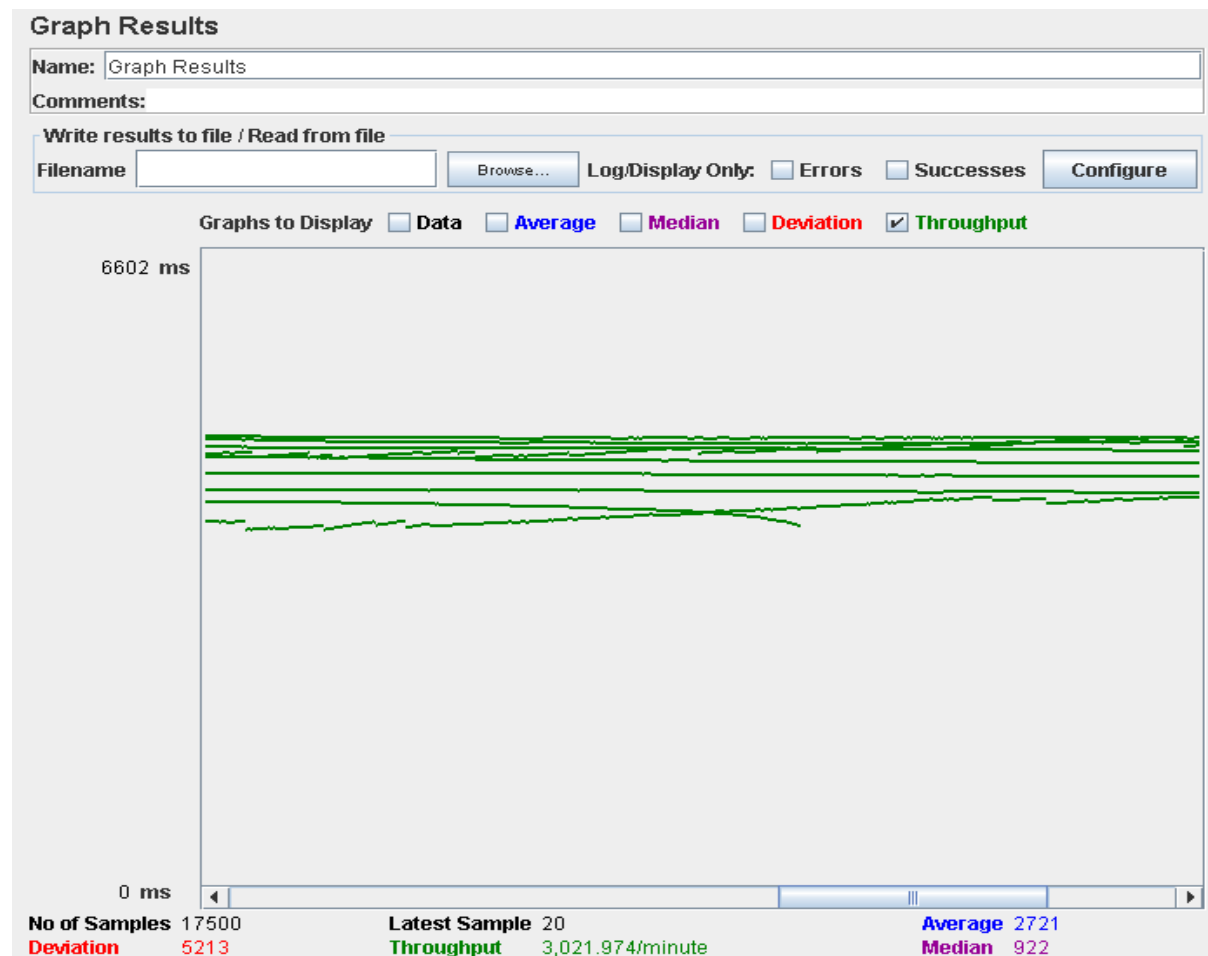 Graph Results
Name: Graph Results
Comments:
Write results to file / Read from file
Filename Browse... Log/Display Only: Errors Successes Configure
Graphs to Display Data Average Median Deviation Throughput
6602 ms
0 ms
No of Samples 17500 Latest Sample 20 Average 2721
Deviation 5213 Throughput 3,021.974/minute Median 922